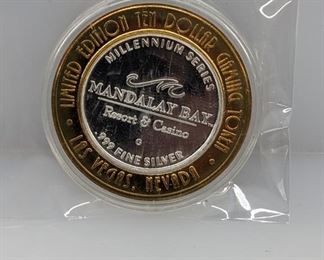 LIMITED EDITION TEN DOLLAR GAMING TOKEN
MILLENNIUM SERIES
MANDALAY BAY
Resort & Casino
G
.999 FINE SILVER
LAS VEGAS, NEVADA